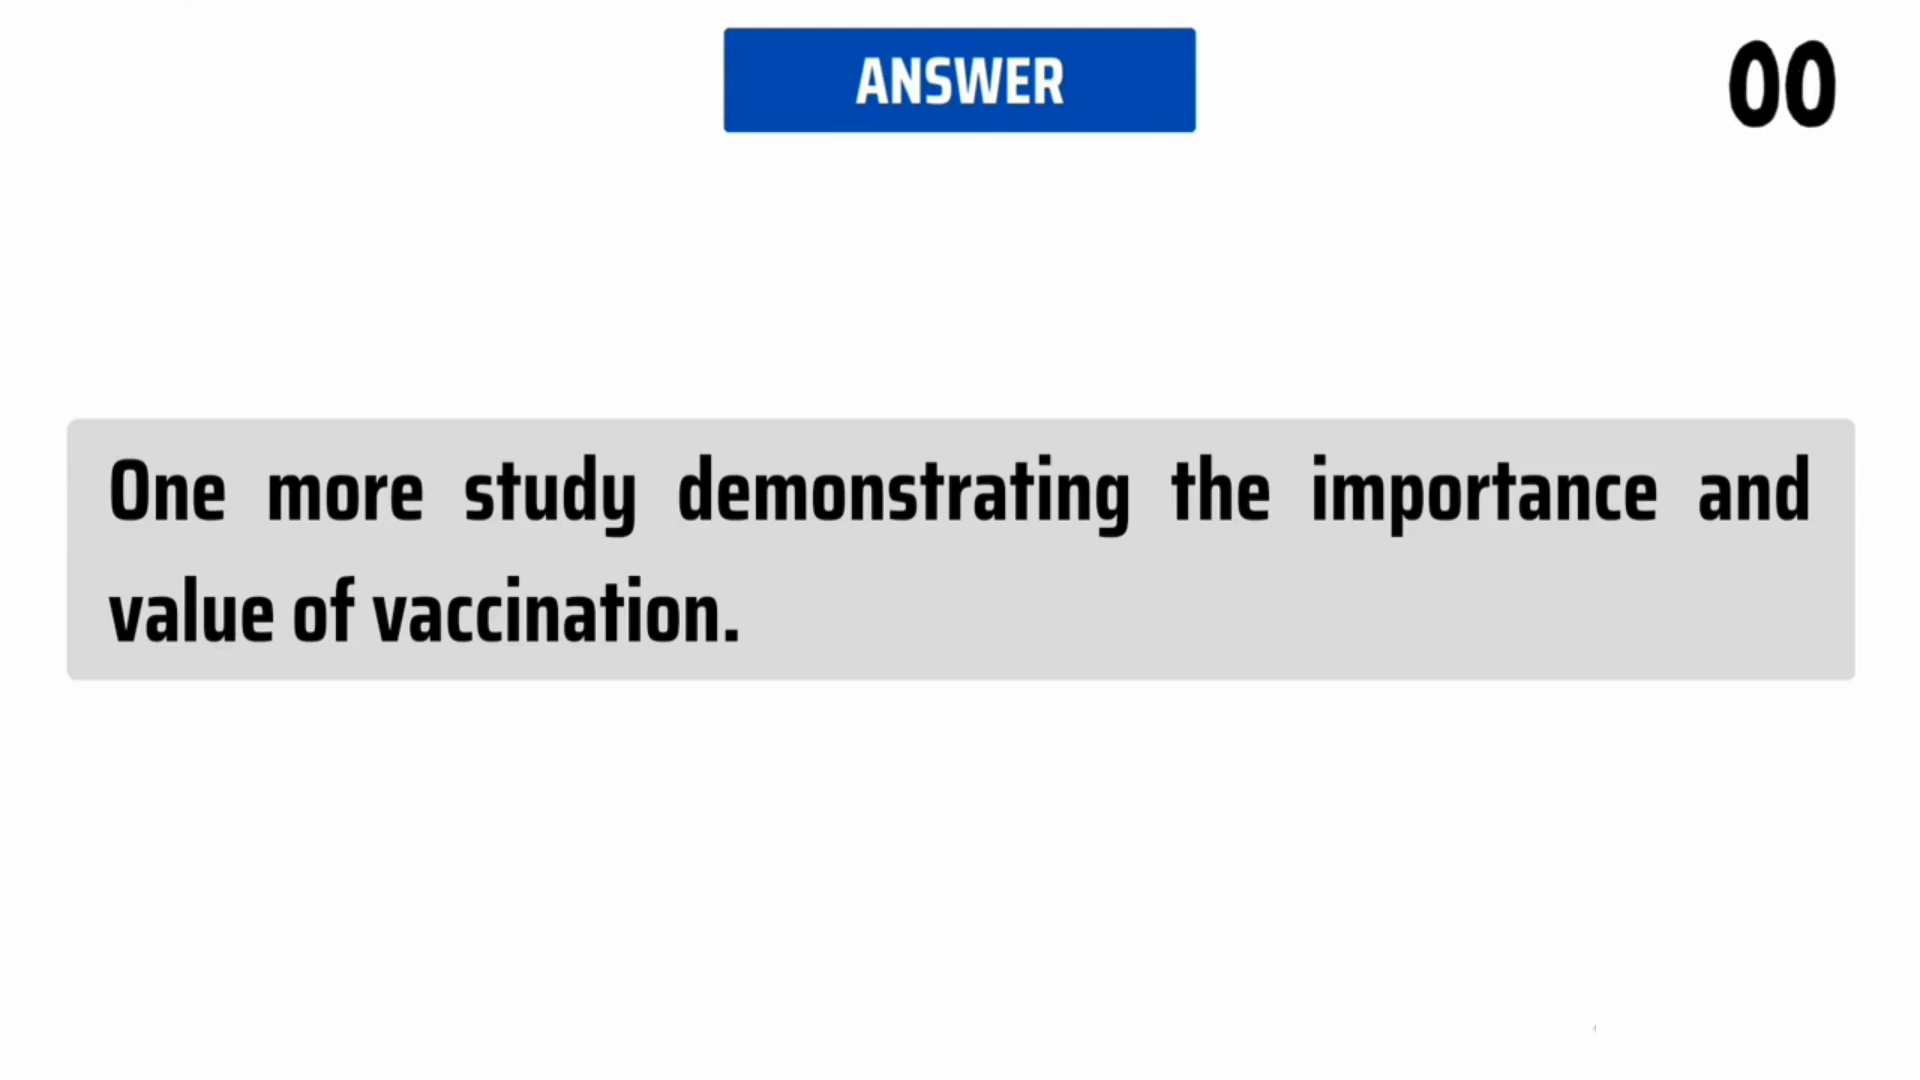 ANSWER
00
One more study demonstrating the importance and
value of vaccination.